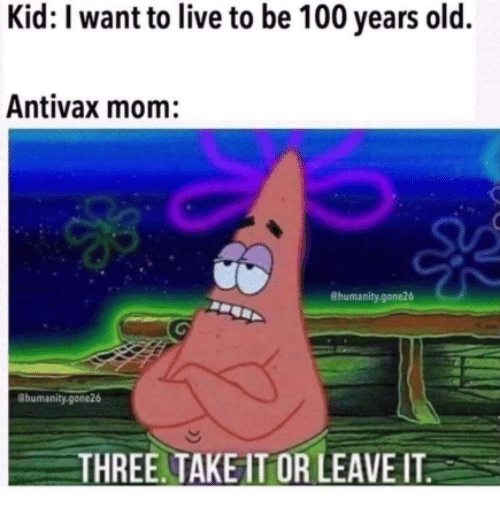 Kid: I want to live to be 100 years old.
Antivax mom:
@humanity.gone26
@humanity.gone26
THREE. TAKE IT OR LEAVE IT.